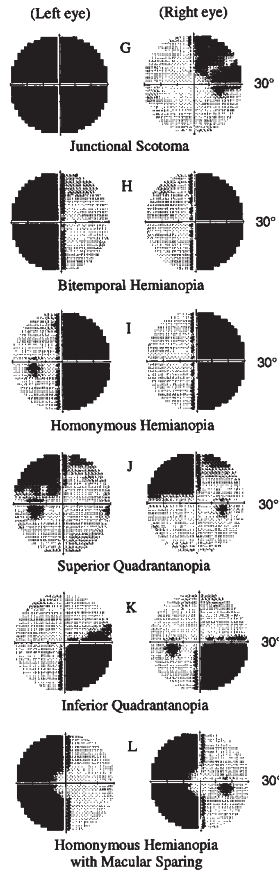 (Left eye) (Right eye)
G
30°
Junctional Scotoma
H
30°
Bitemporal Hemianopia
I
30°
Homonymous Hemianopia
J
30°
Superior Quadrantanopia
K
30°
Inferior Quadrantanopia
L
30°
Homonymous Hemianopia
with Macular Sparing